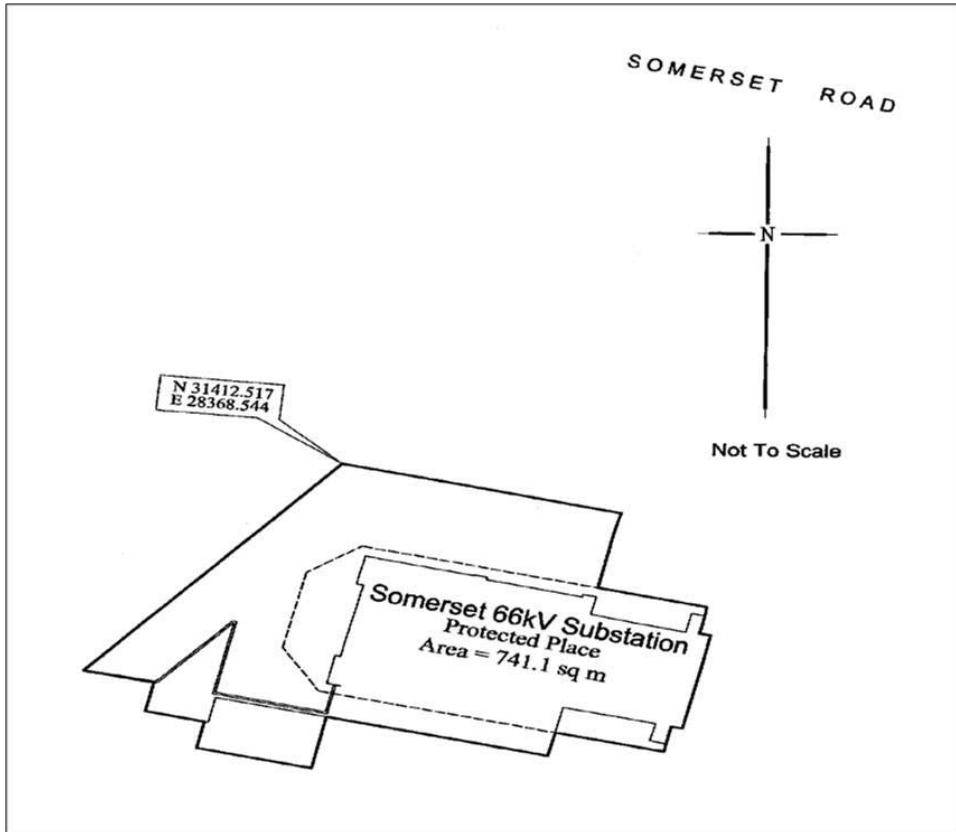 SOMERSET ROAD
N
Not To Scale
N 31412.517
E 28368.544
Somerset 66kV Substation
Protected Place
Area = 741.1 sq m